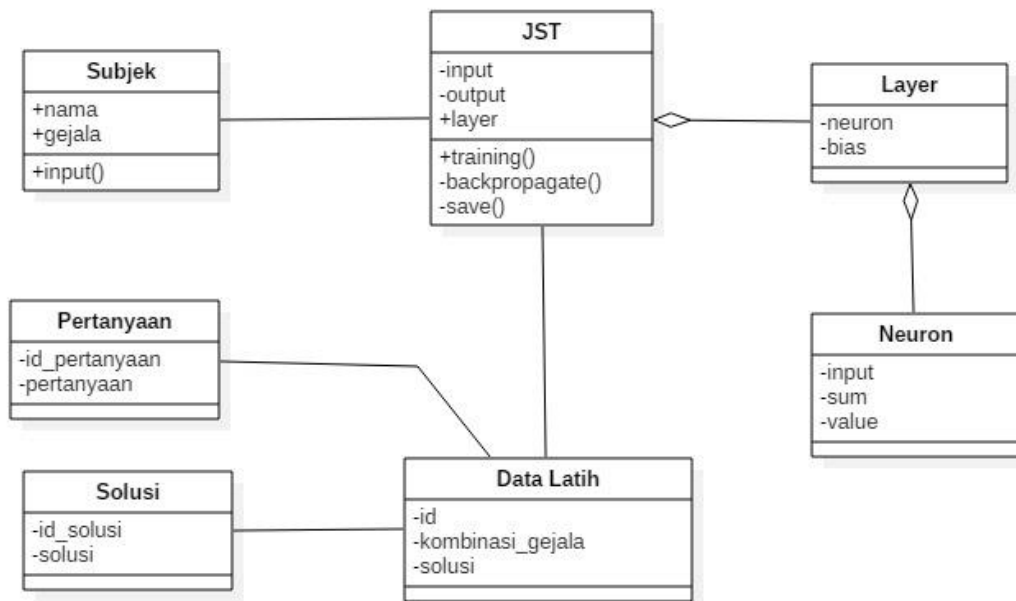 JST
-input
-output
+layer
+training()
-backpropagate()
-save()
Subjek
+nama
+gejala
+input()
Layer
-neuron
-bias
Pertanyaan
-id_pertanyaan
-pertanyaan
Neuron
-input
-sum
-value
Solusi
-id_solusi
-solusi
Data Latih
-id
-kombinasi_gejala
-solusi